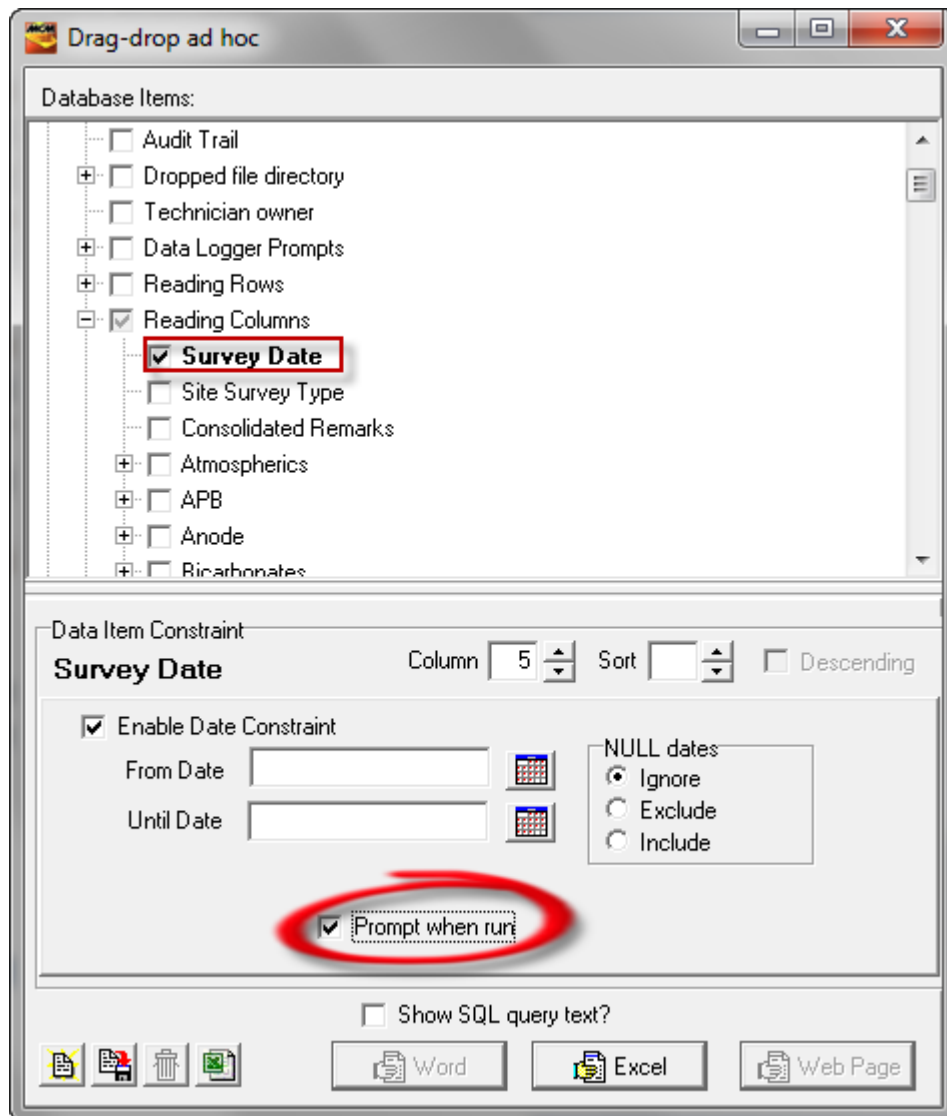 MCM
Drag-drop ad hoc
Database Items:
Audit Trail
Dropped file directory
Technician owner
Data Logger Prompts
Reading Rows
Reading Columns
Survey Date
Site Survey Type
Consolidated Remarks
Atmospherics
APB
Anode
Bicarbonates
Data Item Constraint
Survey Date Column 5 Sort Descending
Enable Date Constraint
From Date
Until Date
NULL dates
Ignore
Exclude
Include
Prompt when run
Show SQL query text?
Word Excel Web Page